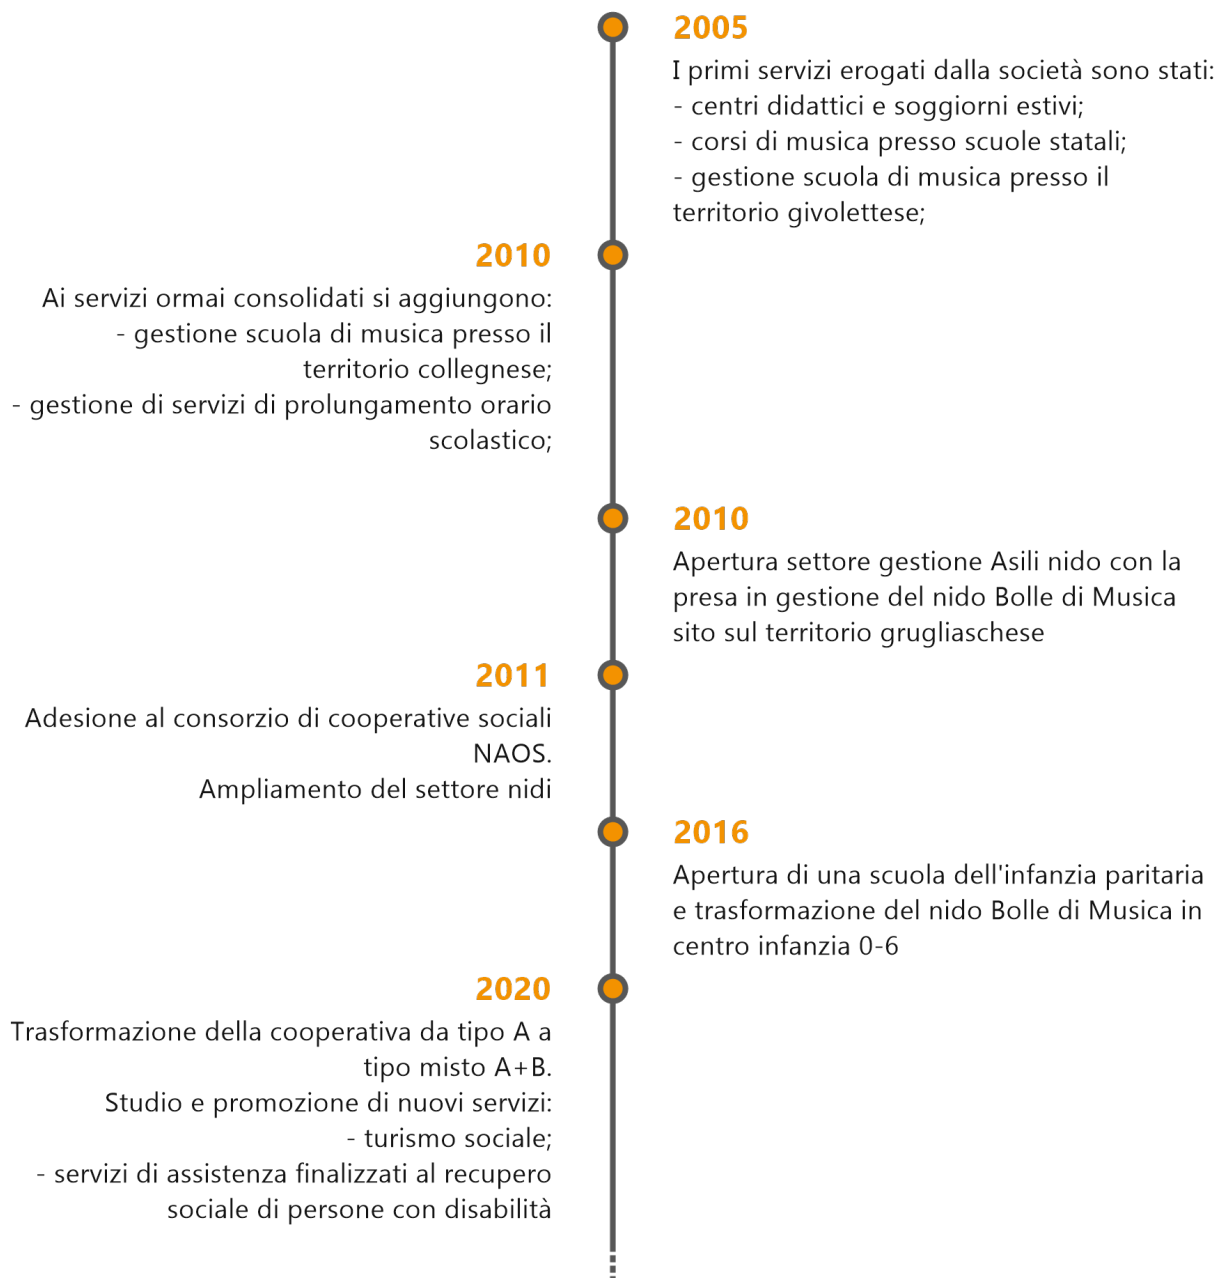 2005
I primi servizi erogati dalla società sono stati:
- centri didattici e soggiorni estivi;
- corsi di musica presso scuole statali;
- gestione scuola di musica presso il
territorio givolettese;
2010
Ai servizi ormai consolidati si aggiungono:
- gestione scuola di musica presso il
territorio collegnese;
- gestione di servizi di prolungamento orario
scolastico;
2010
Apertura settore gestione Asili nido con la
presa in gestione del nido Bolle di Musica
sito sul territorio grugliaschese
2011
Adesione al consorzio di cooperative sociali
NAOS.
Ampliamento del settore nidi
2016
Apertura di una scuola dell'infanzia paritaria
e trasformazione del nido Bolle di Musica in
centro infanzia 0-6
2020
Trasformazione della cooperativa da tipo A a
tipo misto A+B.
Studio e promozione di nuovi servizi:
- turismo sociale;
- servizi di assistenza finalizzati al recupero
sociale di persone con disabilità